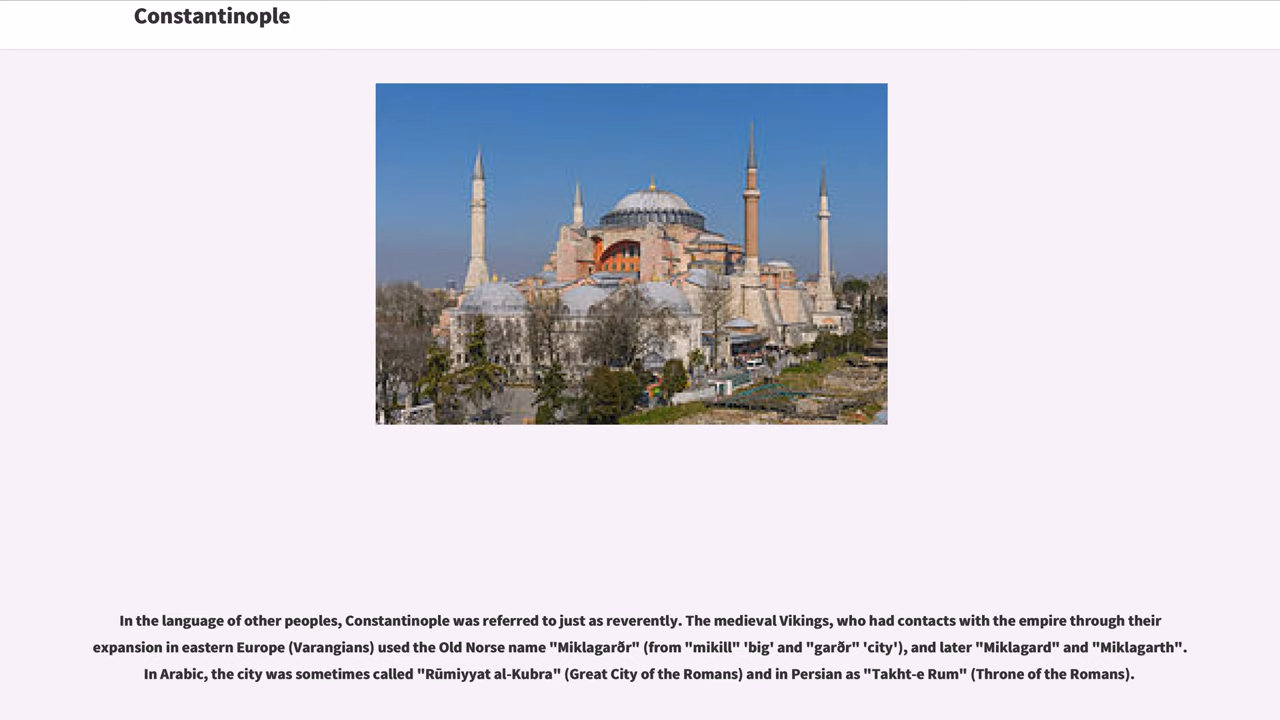 Constantinople
In the language of other peoples, Constantinople was referred to just as reverently. The medieval Vikings, who had contacts with the empire through their
expansion in eastern Europe (Varangians) used the Old Norse name "Miklagarðr" (from "mikill" 'big' and "garðr" 'city'), and later "Miklagard" and "Miklagarth".
In Arabic, the city was sometimes called "Rūmiyyat al-Kubra" (Great City of the Romans) and in Persian as "Takht-e Rum" (Throne of the Romans).